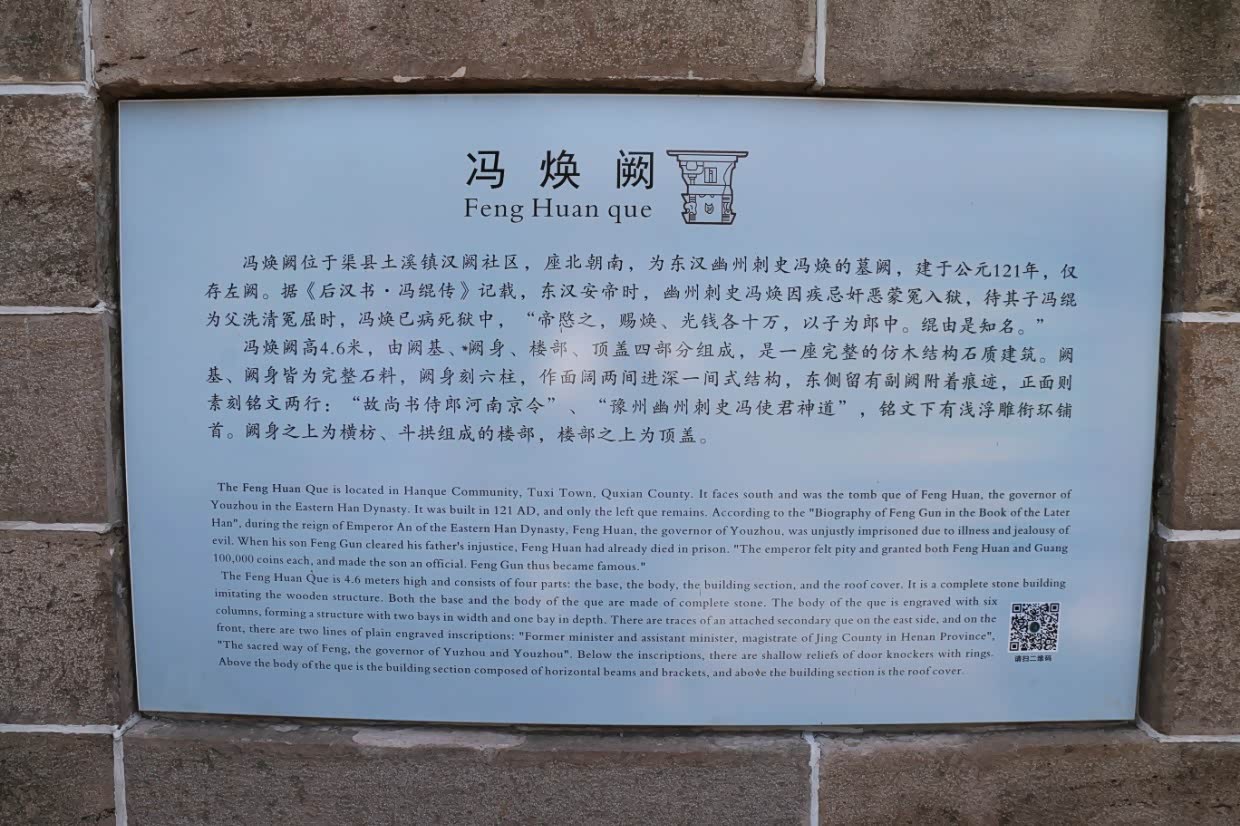 冯焕阙
Feng Huan que
冯焕阙位于渠县土溪镇汉阙社区，座北朝南，为东汉幽州刺史冯焕的墓阙，建于公元121年，仅
存左阙。据《后汉书·冯绲传》记载，东汉安帝时，幽州刺史冯焕因疾忌奸恶蒙冤入狱，待其子冯绲
为父洗清冤屈时，冯焕已病死狱中，“帝愍之，赐焕、光钱各十万，以子为郎中。绲由是知名。”
冯焕阙高4.6米，由阙基、阙身、楼部、顶盖四部分组成，是一座完整的仿木结构石质建筑。阙
基、阙身皆为完整石料，阙身刻六柱，作面阔两间进深一间式结构，东侧留有副阙附着痕迹，正面则
素刻铭文两行：“故尚书侍郎河南京令”、“豫州幽州刺史冯使君神道”，铭文下有浅浮雕衔环铺
首。阙身之上为横枋、斗拱组成的楼部，楼部之上为顶盖。
The Feng Huan Que is located in Hanque Community, Tuxi Town, Quxian County. It faces south and was the tomb que of Feng Huan, the governor of
Youzhou in the Eastern Han Dynasty. It was built in 121 AD, and only the left que remains. According to the "Biography of Feng Gun in the Book of the Later
Han", during the reign of Emperor An of the Eastern Han Dynasty, Feng Huan, the governor of Youzhou, was unjustly imprisoned due to illness and jealousy of
evil. When his son Feng Gun cleared his father's injustice, Feng Huan had already died in prison. "The emperor felt pity and granted both Feng Huan and Guang
100,000 coins each, and made the son an official. Feng Gun thus became famous."
The Feng Huan Que is 4.6 meters high and consists of four parts: the base, the body, the building section, and the roof cover. It is a complete stone building
imitating the wooden structure. Both the base and the body of the que are made of complete stone. The body of the que is engraved with six
columns, forming a structure with two bays in width and one bay in depth. There are traces of an attached secondary que on the east side, and on the
front, there are two lines of plain engraved inscriptions: "Former minister and assistant minister, magistrate of Jing County in Henan Province",
"The sacred way of Feng, the governor of Yuzhou and Youzhou". Below the inscriptions, there are shallow reliefs of door knockers with rings.
Above the body of the que is the building section composed of horizontal beams and brackets, and above the building section is the roof cover.
请扫二维码